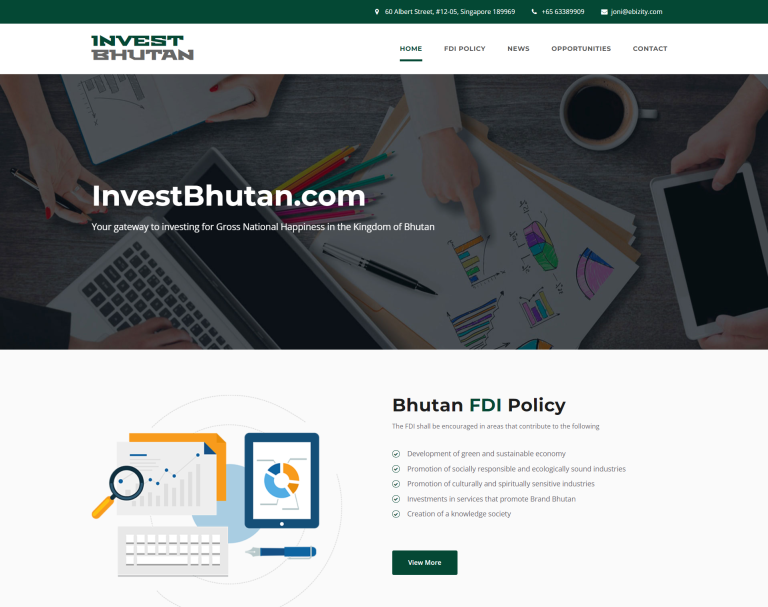 60 Albert Street, #12-05, Singapore 189969 +65 63389909 joni@ebizity.com
INVEST
BHUTAN
HOME FDI POLICY NEWS OPPORTUNITIES CONTACT
InvestBhutan.com
Your gateway to investing for Gross National Happiness in the Kingdom of Bhutan
Bhutan FDI Policy
The FDI shall be encouraged in areas that contribute to the following
Development of green and sustainable economy
Promotion of socially responsible and ecologically sound industries
Promotion of culturally and spiritually sensitive industries
Investments in services that promote Brand Bhutan
Creation of a knowledge society
View More